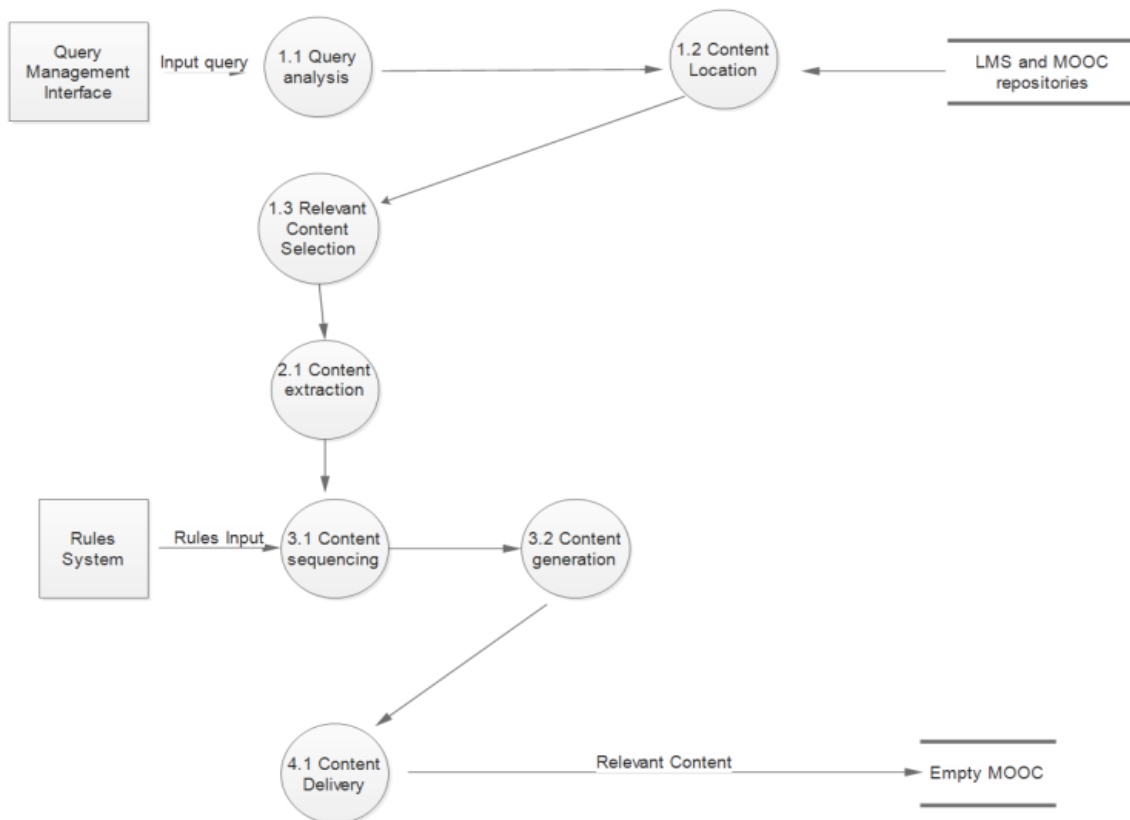 Query
Management
Interface
Input query
1.1 Query
analysis
1.2 Content
Location
LMS and MOOC
repositories
1.3 Relevant
Content
Selection
2.1 Content
extraction
Rules
System
Rules Input
3.1 Content
sequencing
3.2 Content
generation
4.1 Content
Delivery
Relevant Content
Empty MOOC